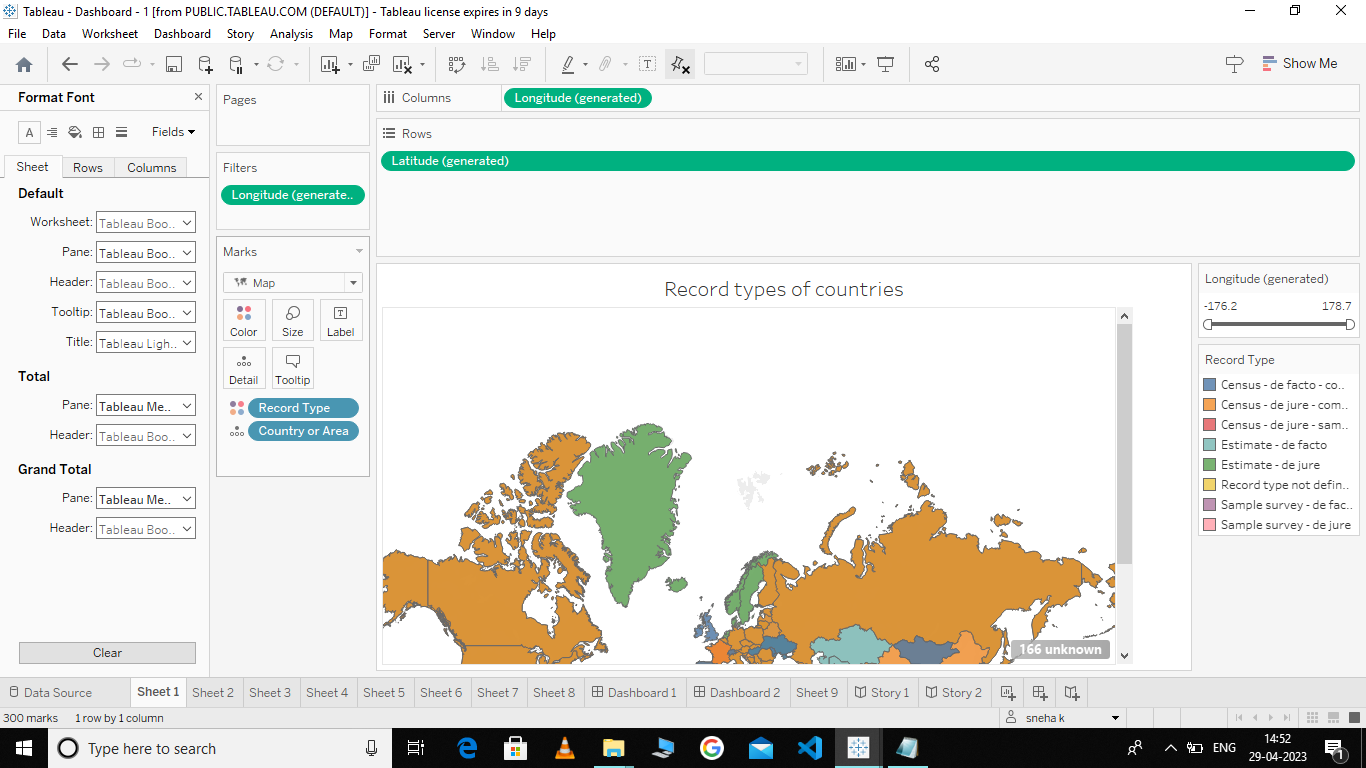 Tableau - Dashboard - 1 [from PUBLIC.TABLEAU.COM (DEFAULT)] - Tableau license expires in 9 days
File Data Worksheet Dashboard Story Analysis Map Format Server Window Help
Show Me
Format Font
Fields
Sheet Rows Columns
Default
Worksheet: Tableau Boo..
Pane: Tableau Boo..
Header: Tableau Boo..
Tooltip: Tableau Boo..
Title: Tableau Ligh..
Total
Pane: Tableau Me..
Header: Tableau Boo..
Grand Total
Pane: Tableau Me..
Header: Tableau Boo..
Clear
Pages
Filters
Longitude (generate..
Marks
Map
Color Size Label
Detail Tooltip
Record Type
Country or Area
Columns Longitude (generated)
Rows
Latitude (generated)
Record types of countries
166 unknown
Longitude (generated)
-176.2 178.7
Record Type
Census - de facto - co..
Census - de jure - com..
Census - de jure - sam..
Estimate - de facto
Estimate - de jure
Record type not defin..
Sample survey - de fac..
Sample survey - de jure
Data Source Sheet 1 Sheet 2 Sheet 3 Sheet 4 Sheet 5 Sheet 6 Sheet 7 Sheet 8 Dashboard 1 Dashboard 2 Sheet 9 Story 1 Story 2
300 marks 1 row by 1 column sneha k
Type here to search
ENG
14:52
29-04-2023
1